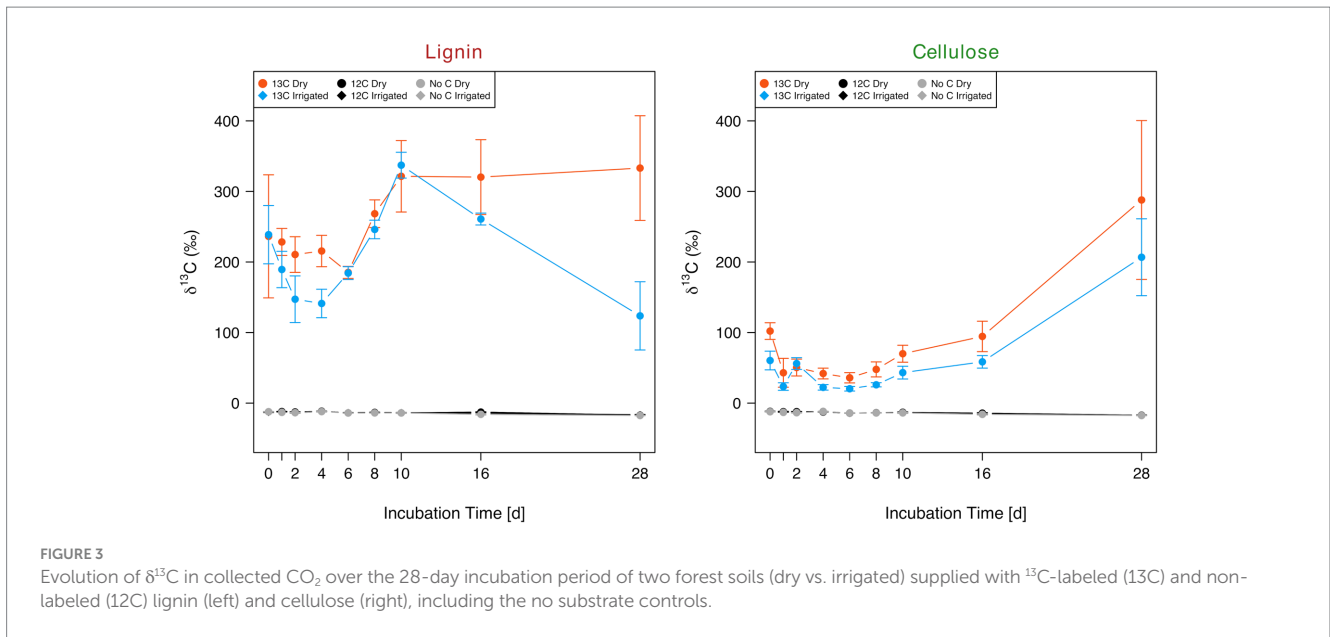 Lignin
13C Dry 12C Dry No C Dry
13C Irrigated 12C Irrigated No C Irrigated
400
300
200
100
0
δ¹³C (‰)
0 2 4 6 8 10 16 28
Incubation Time [d]
Cellulose
13C Dry 12C Dry No C Dry
13C Irrigated 12C Irrigated No C Irrigated
400
300
200
100
0
δ¹³C (‰)
0 2 4 6 8 10 16 28
Incubation Time [d]
FIGURE 3
Evolution of δ¹³C in collected CO₂ over the 28-day incubation period of two forest soils (dry vs. irrigated) supplied with ¹³C-labeled (13C) and non-
labeled (12C) lignin (left) and cellulose (right), including the no substrate controls.